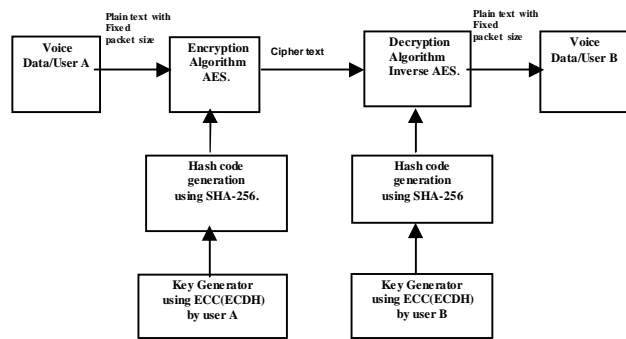 Plain text with
Fixed
packet size
Plain text with
Fixed
packet size
Voice
Data/User A
Encryption
Algorithm
AES.
Cipher text
Decryption
Algorithm
Inverse AES.
Voice
Data/User B
Hash code
generation
using SHA-256.
Hash code
generation
using SHA-256
Key Generator
using ECC(ECDH)
by user A
Key Generator
using ECC(ECDH)
by user B